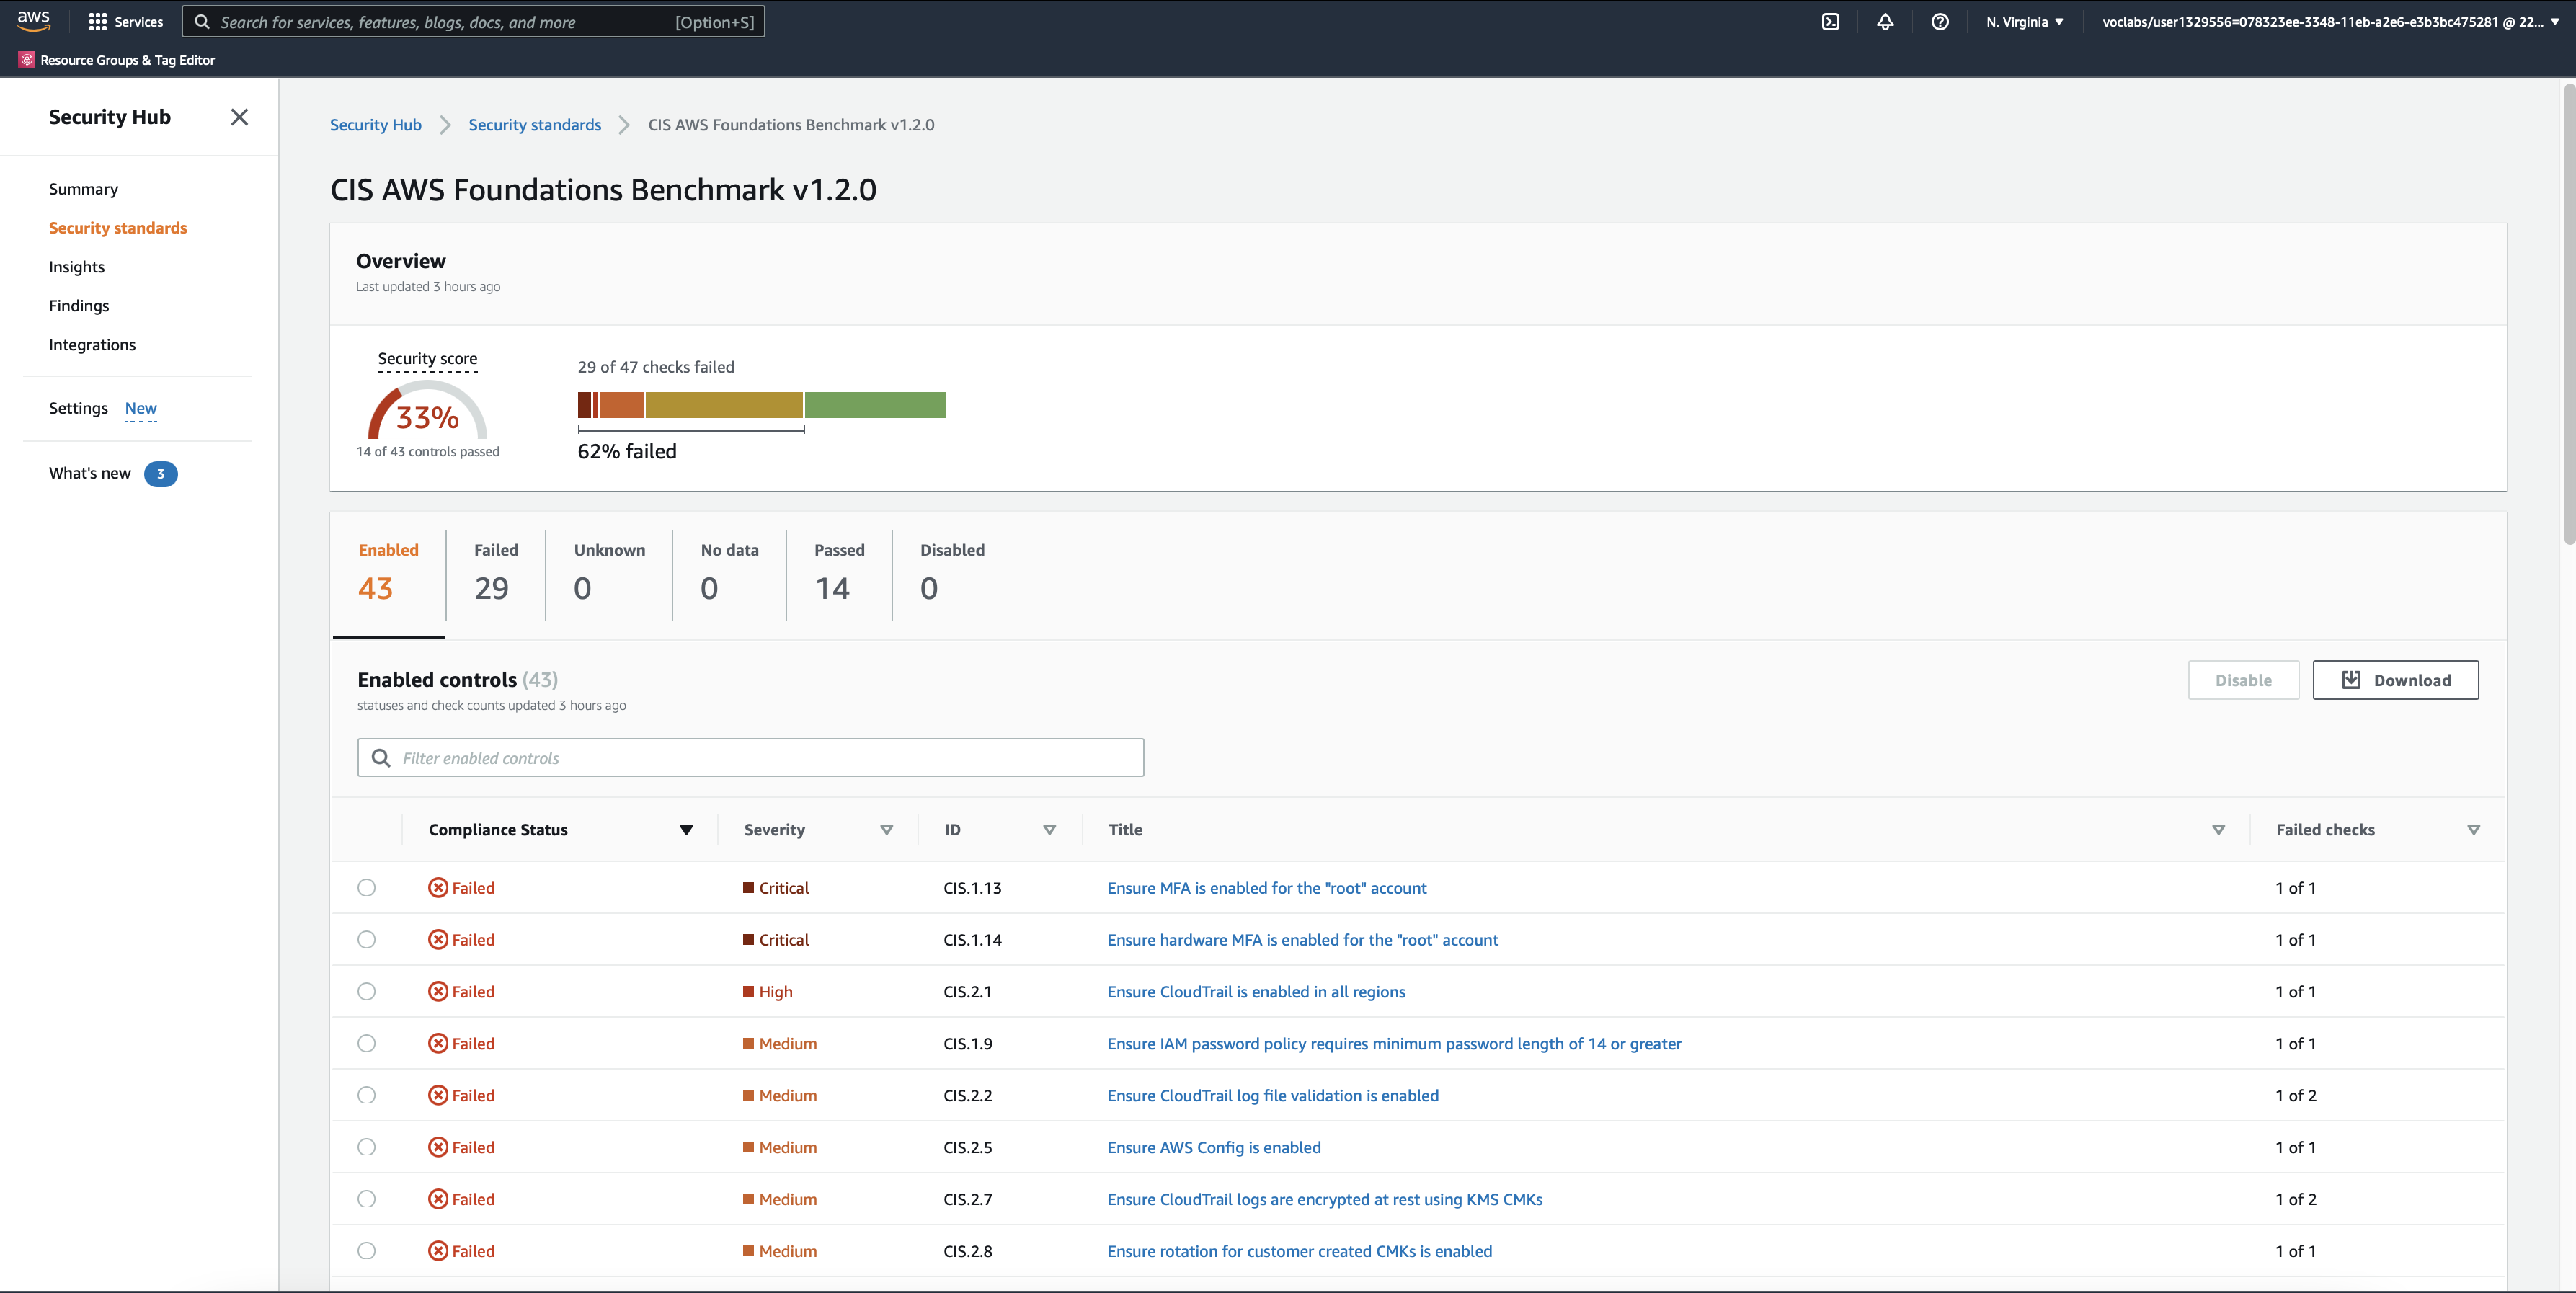 aws
Services
Search for services, features, blogs, docs, and more [Option+S]
N. Virginia
voclabs/user1329556=078323ee-3348-11eb-a2e6-e3b3bc475281 @ 22...
Resource Groups & Tag Editor
Security Hub
Summary
Security standards
Insights
Findings
Integrations
Settings New
What's new 3
Security Hub Security standards CIS AWS Foundations Benchmark v1.2.0
CIS AWS Foundations Benchmark v1.2.0
Overview
Last updated 3 hours ago
Security score
33%
14 of 43 controls passed
29 of 47 checks failed
62% failed
Enabled Failed Unknown No data Passed Disabled
43 29 0 0 14 0
Enabled controls (43)
statuses and check counts updated 3 hours ago
Disable Download
Filter enabled controls
Compliance Status Severity ID Title Failed checks
Failed Critical CIS.1.13 Ensure MFA is enabled for the "root" account 1 of 1
Failed Critical CIS.1.14 Ensure hardware MFA is enabled for the "root" account 1 of 1
Failed High CIS.2.1 Ensure CloudTrail is enabled in all regions 1 of 1
Failed Medium CIS.1.9 Ensure IAM password policy requires minimum password length of 14 or greater 1 of 1
Failed Medium CIS.2.2 Ensure CloudTrail log file validation is enabled 1 of 2
Failed Medium CIS.2.5 Ensure AWS Config is enabled 1 of 1
Failed Medium CIS.2.7 Ensure CloudTrail logs are encrypted at rest using KMS CMKs 1 of 2
Failed Medium CIS.2.8 Ensure rotation for customer created CMKs is enabled 1 of 1